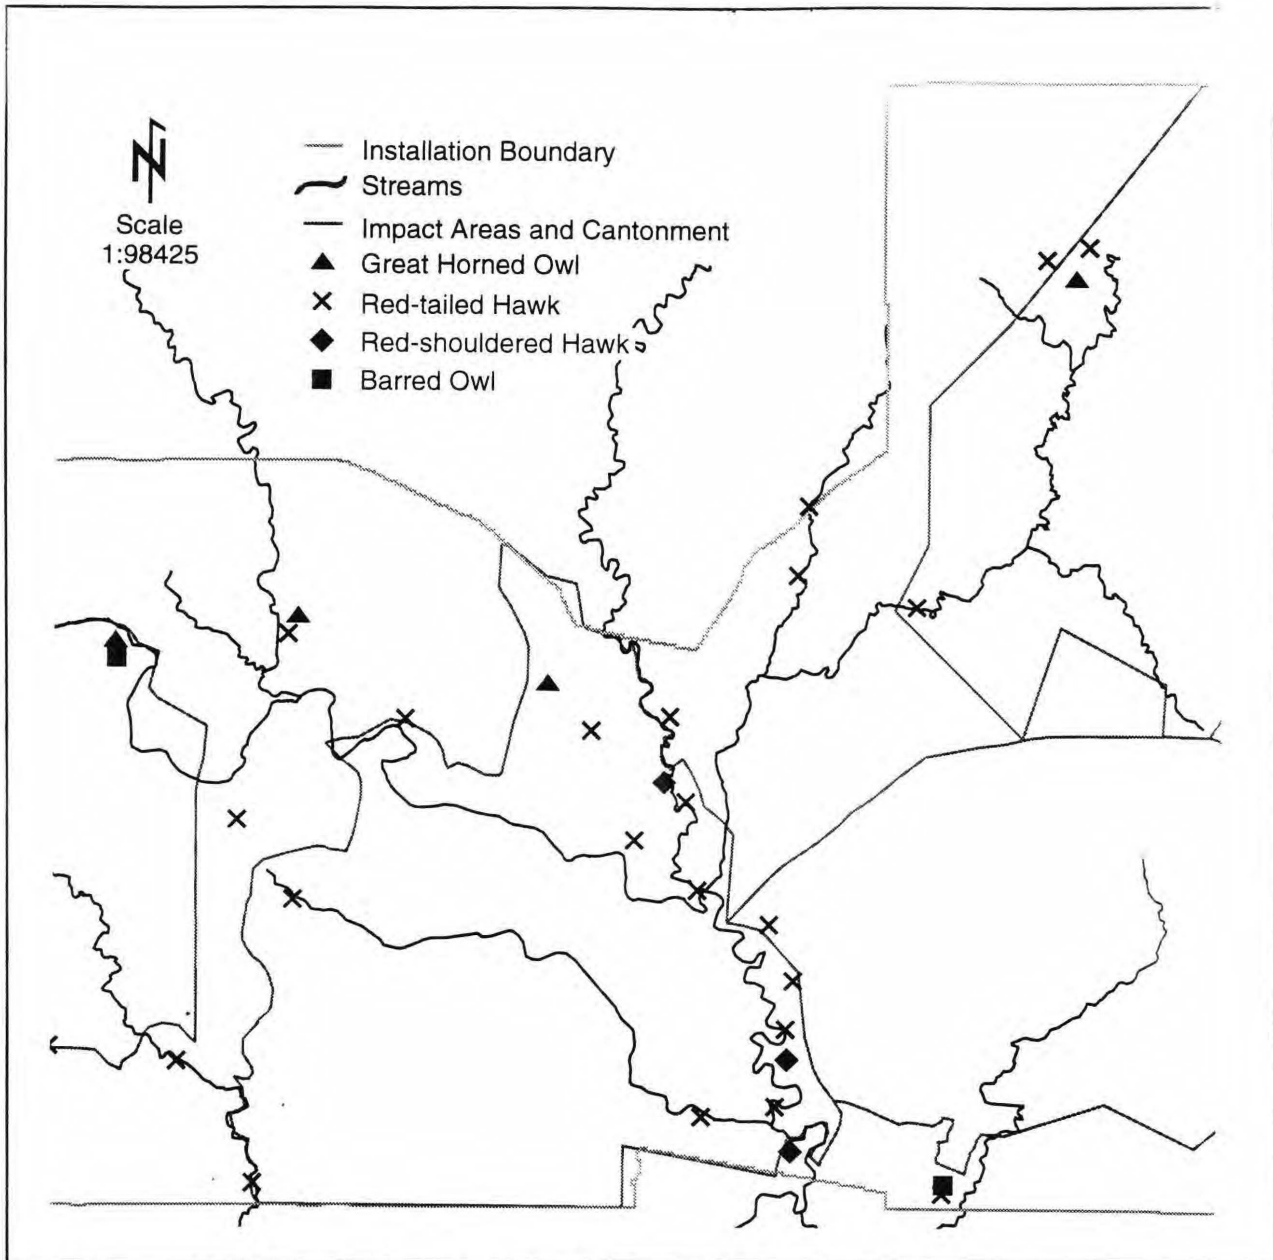 N
Installation Boundary
Streams
Scale
1:98425
Impact Areas and Cantonment
Great Horned Owl
Red-tailed Hawk
Red-shouldered Hawk
Barred Owl